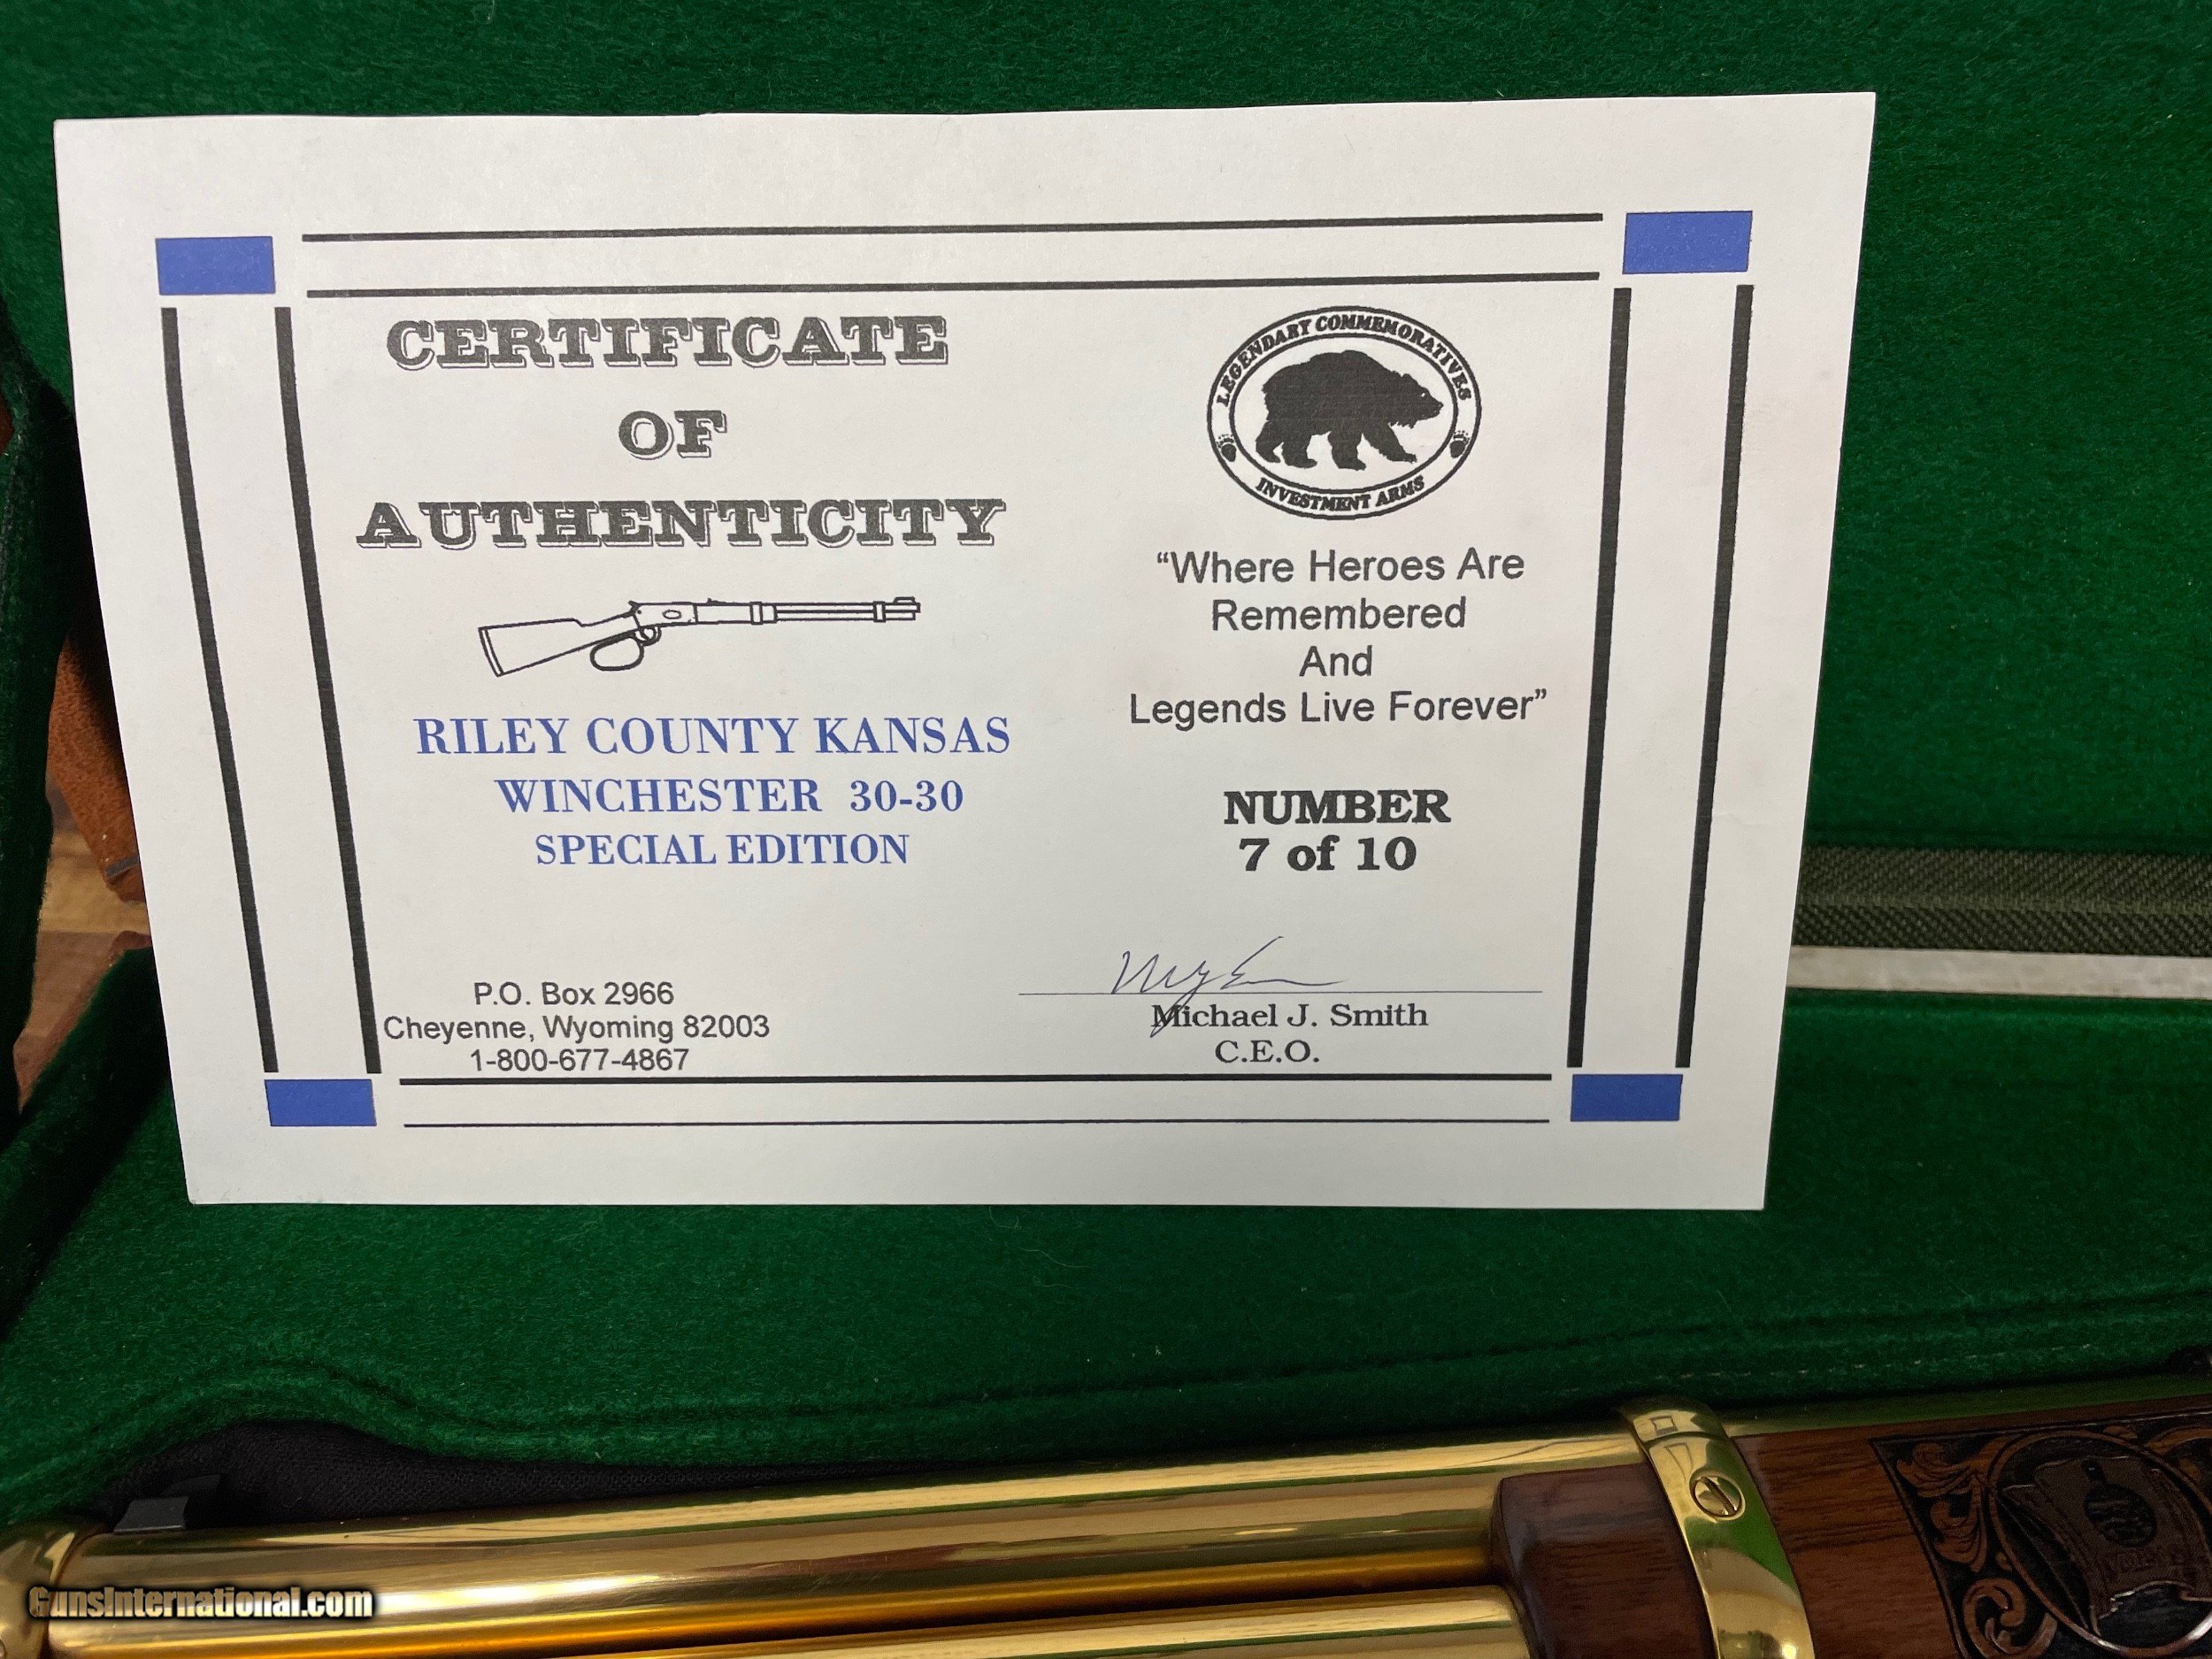 CERTIFICATE
OF
AUTHENTICITY
RILEY COUNTY KANSAS
WINCHESTER 30-30
SPECIAL EDITION
P.O. Box 2966
Cheyenne, Wyoming 82003
1-800-677-4867
LEGENDARY COMMEMORATIVES
INVESTMENT ARMS
“Where Heroes Are
Remembered
And
Legends Live Forever”
NUMBER
7 of 10
Michael J. Smith
C.E.O.
GunsInternational.com